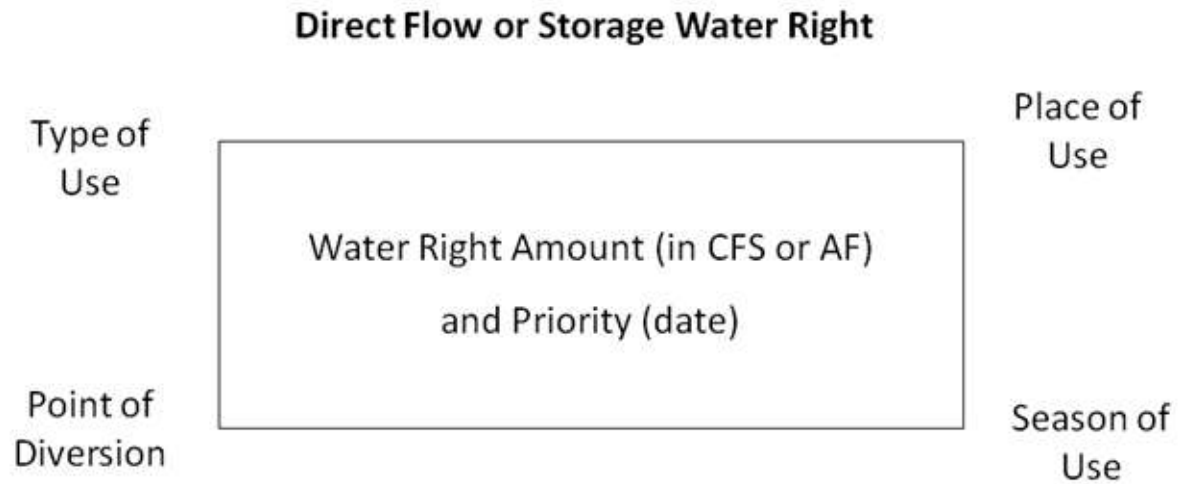 Direct Flow or Storage Water Right
Type of
Use
Place of
Use
Water Right Amount (in CFS or AF)
and Priority (date)
Point of
Diversion
Season of
Use